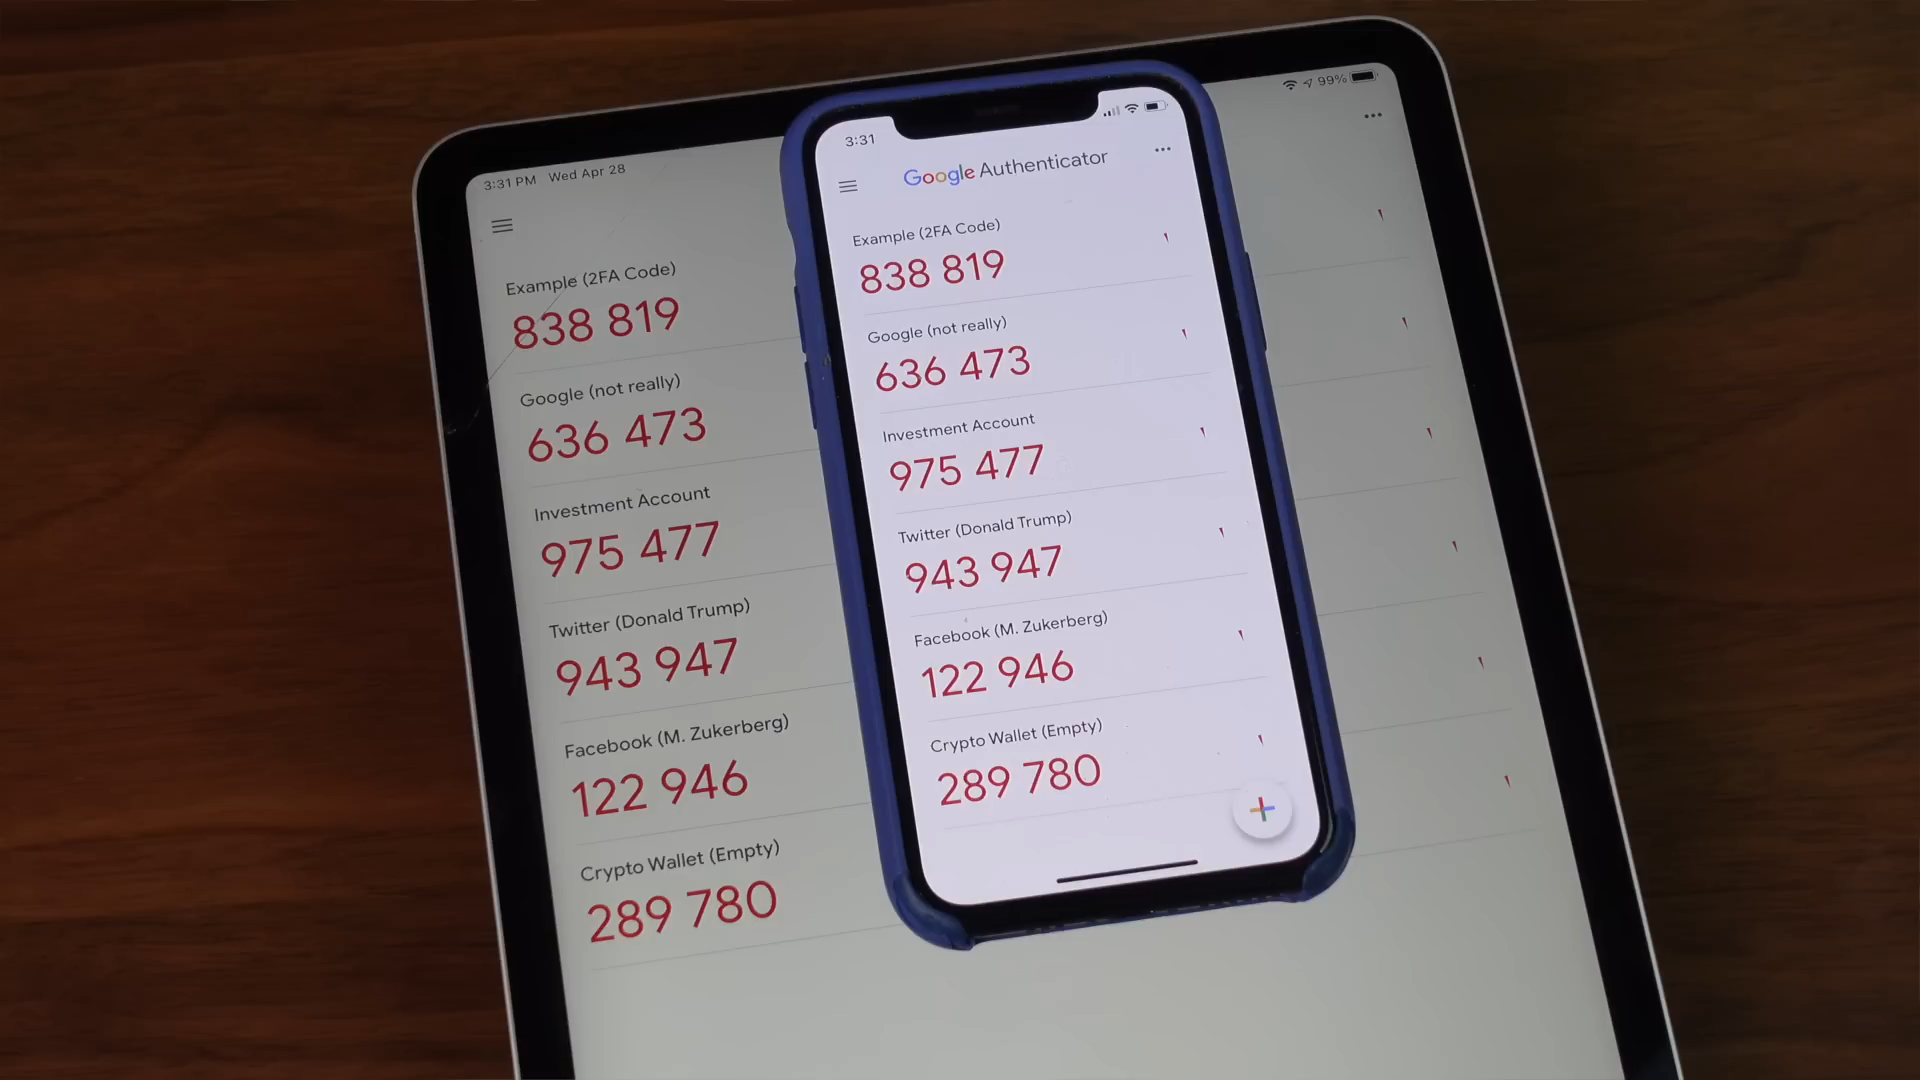 3:31 PM Wed Apr 28
99%
Example (2FA Code)
838 819
Google (not really)
636 473
Investment Account
975 477
Twitter (Donald Trump)
943 947
Facebook (M. Zukerberg)
122 946
Crypto Wallet (Empty)
289 780
3:31
Google Authenticator
Example (2FA Code)
838 819
Google (not really)
636 473
Investment Account
975 477
Twitter (Donald Trump)
943 947
Facebook (M. Zukerberg)
122 946
Crypto Wallet (Empty)
289 780